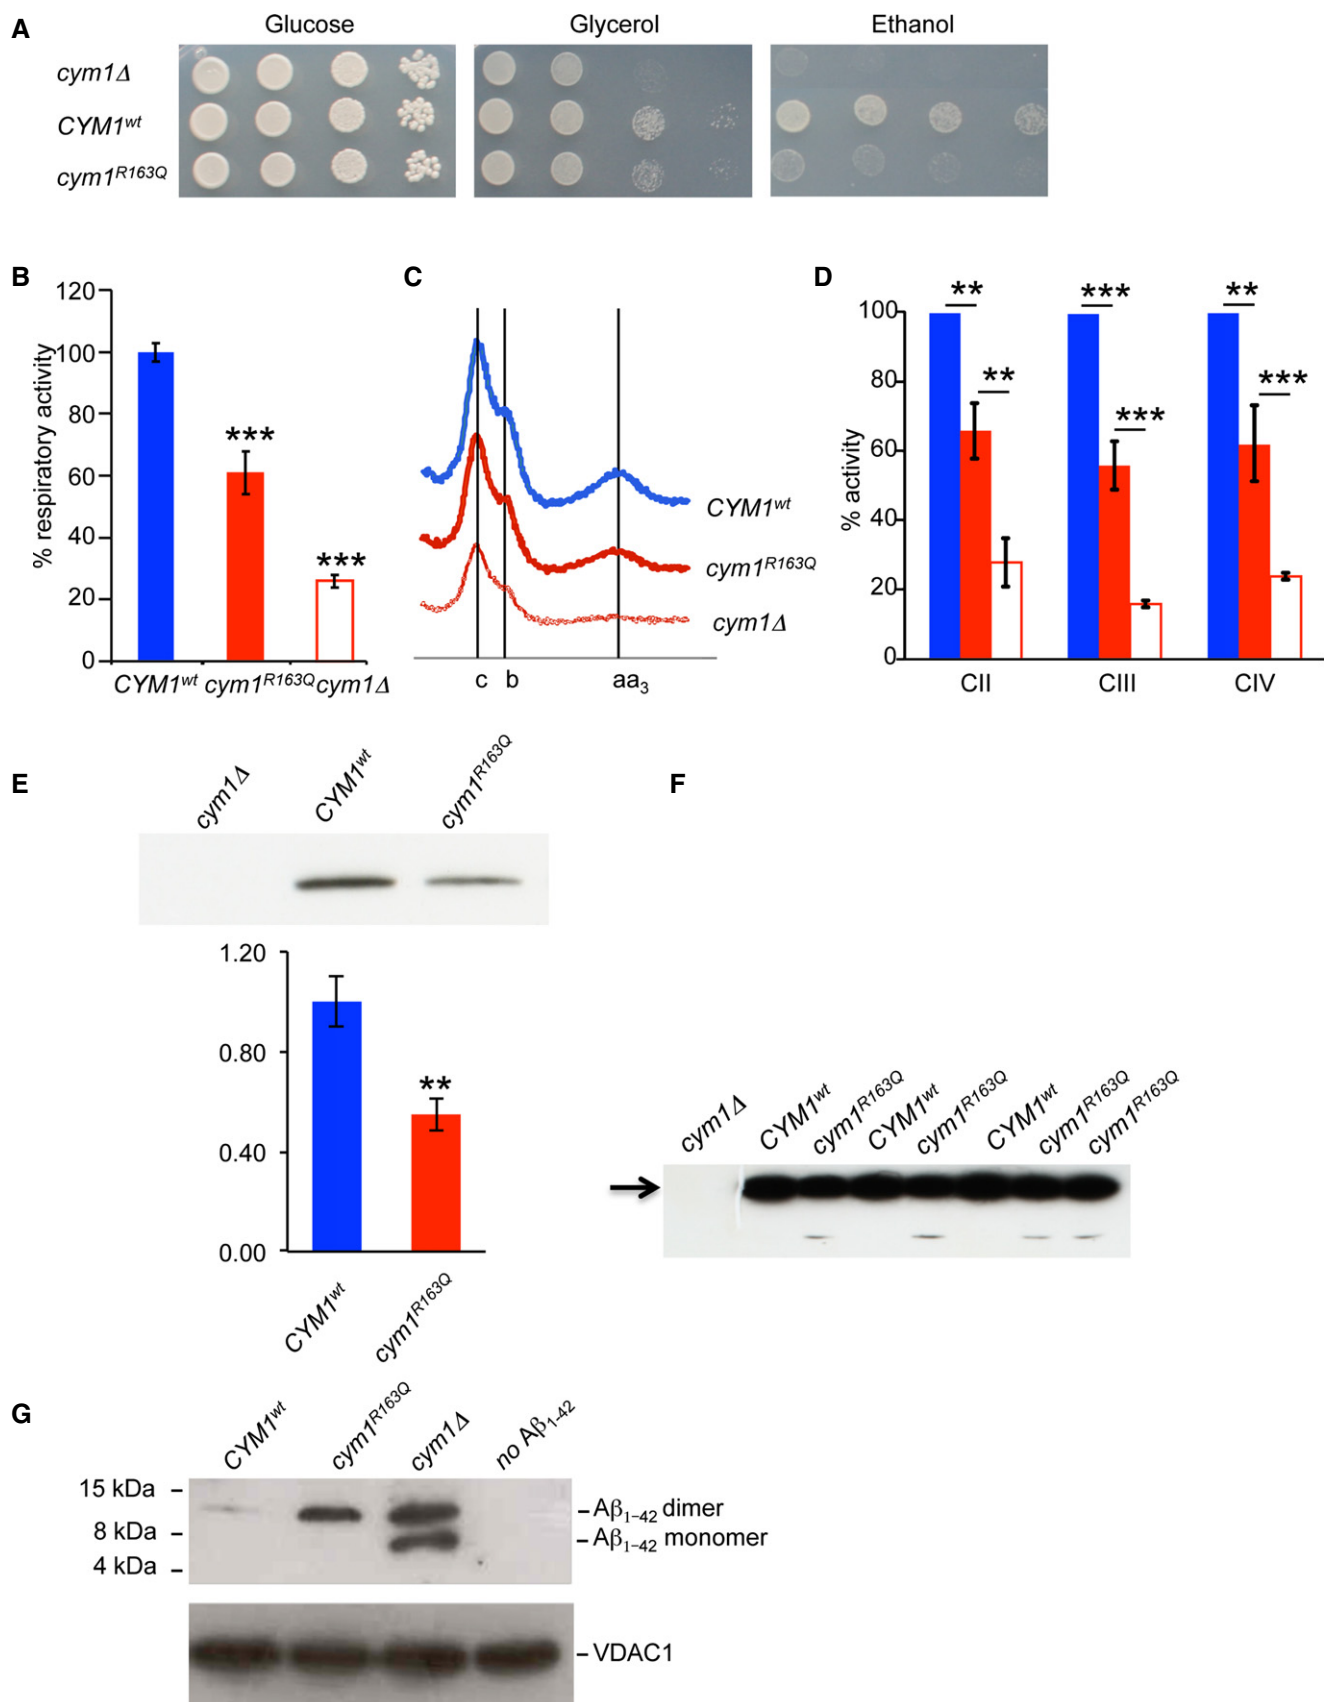 A
Glucose Glycerol Ethanol
cym1Δ
CYM1wt
cym1R163Q
B
% respiratory activity
120
100
80
60
40
20
0
***
***
CYM1wt cym1R163Q cym1Δ
C
CYM1wt
cym1R163Q
cym1Δ
c b aa3
D
% activity
100
80
60
40
20
0
** *** **
** *** ***
CII CIII CIV
E
cym1Δ CYM1wt cym1R163Q
1.20
0.80
0.40
0.00
**
CYM1wt cym1R163Q
F
cym1Δ CYM1wt cym1R163Q CYM1wt cym1R163Q CYM1wt cym1R163Q cym1R163Q
G
CYM1wt cym1R163Q cym1Δ no Aβ1-42
15 kDa
8 kDa
4 kDa
Aβ1-42 dimer
Aβ1-42 monomer
VDAC1